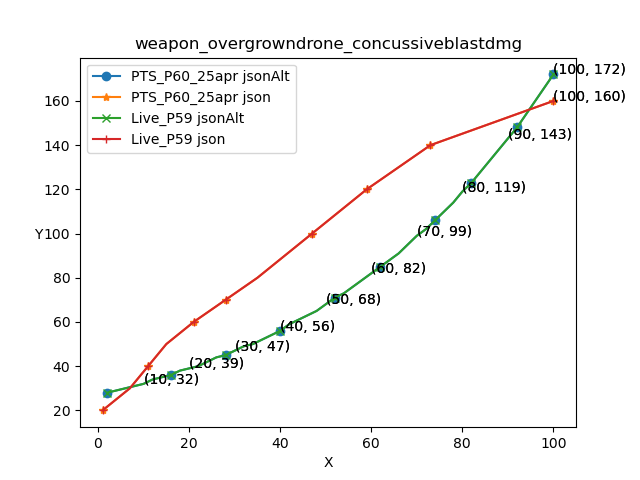 weapon_overgrowndrone_concussiveblastdmg
PTS_P60_25apr jsonAlt
PTS_P60_25apr json
Live_P59 jsonAlt
Live_P59 json
(100, 172)
(100, 160)
(90, 143)
(80, 119)
(70, 99)
(60, 82)
(50, 68)
(40, 56)
(30, 47)
(20, 39)
(10, 32)
160
140
120
Y100
80
60
40
20
0 20 40 60 80 100
X